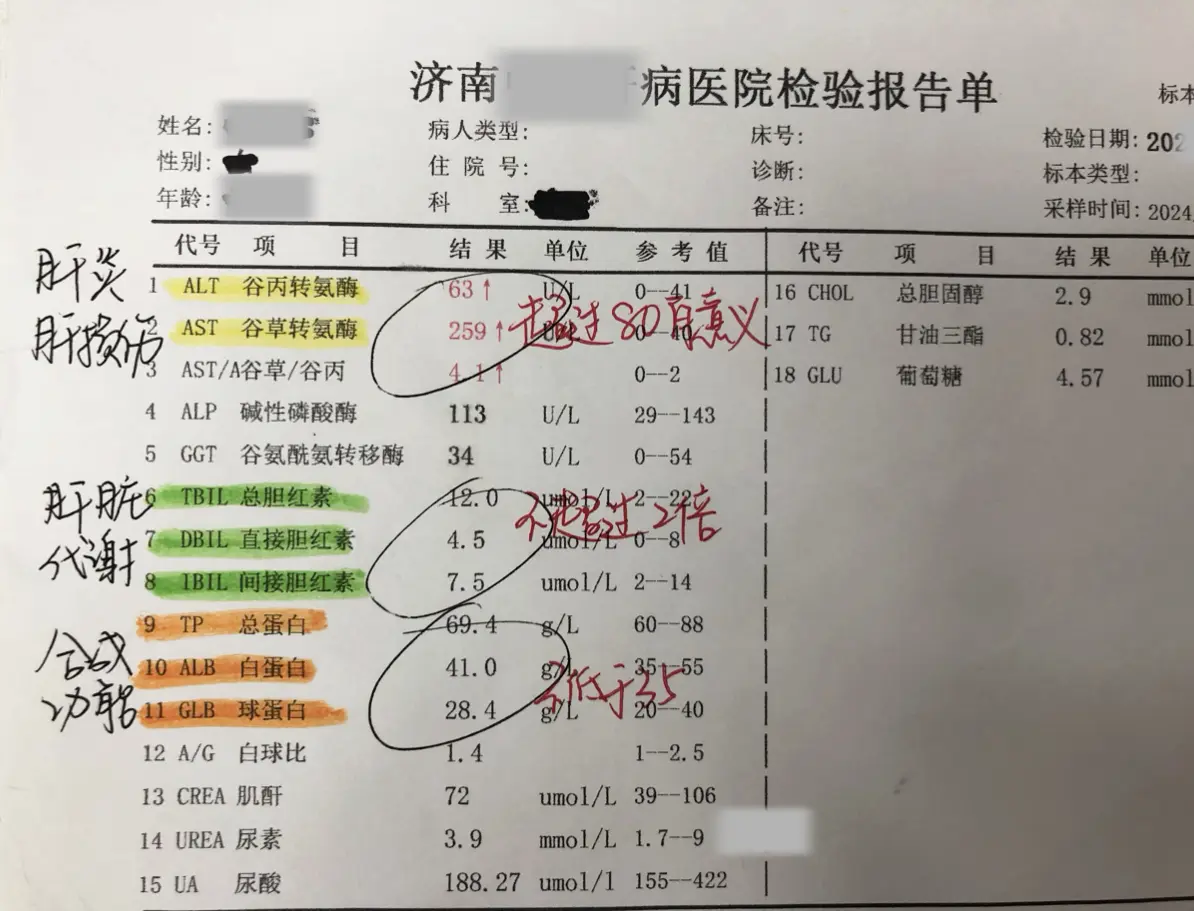 济南 病医院检验报告单
标本
姓名: 病人类型: 床号: 检验日期: 202
性别: 住院号: 诊断: 标本类型:
年龄: 科室: 备注: 采样时间: 2024
代号 项目 结果 单位 参考值 代号 项目 结果 单位
肝炎
肝损伤
1 ALT 谷丙转氨酶 63↑ U/L 0--41 16 CHOL 总胆固醇 2.9 mmol
2 AST 谷草转氨酶 259↑ 0--40 17 TG 甘油三酯 0.82 mmol
超过80有意义
3 AST/A谷草/谷丙 4.1↑ 0--2 18 GLU 葡萄糖 4.57 mmol
4 ALP 碱性磷酸酶 113 U/L 29--143
5 GGT 谷氨酰氨转移酶 34 U/L 0--54
肝脏
代谢
6 TBIL 总胆红素 12.0 umol/L 2--22
不超过2倍
7 DBIL 直接胆红素 4.5 umol/L 0--8
8 IBIL 间接胆红素 7.5 umol/L 2--14
合成
功能
9 TP 总蛋白 69.4 g/L 60--88
10 ALB 白蛋白 41.0 g/L 35--55
不低于35
11 GLB 球蛋白 28.4 g/L 20--40
12 A/G 白球比 1.4 1--2.5
13 CREA 肌酐 72 umol/L 39--106
14 UREA 尿素 3.9 mmol/L 1.7--9
15 UA 尿酸 188.27 umol/l 155--422